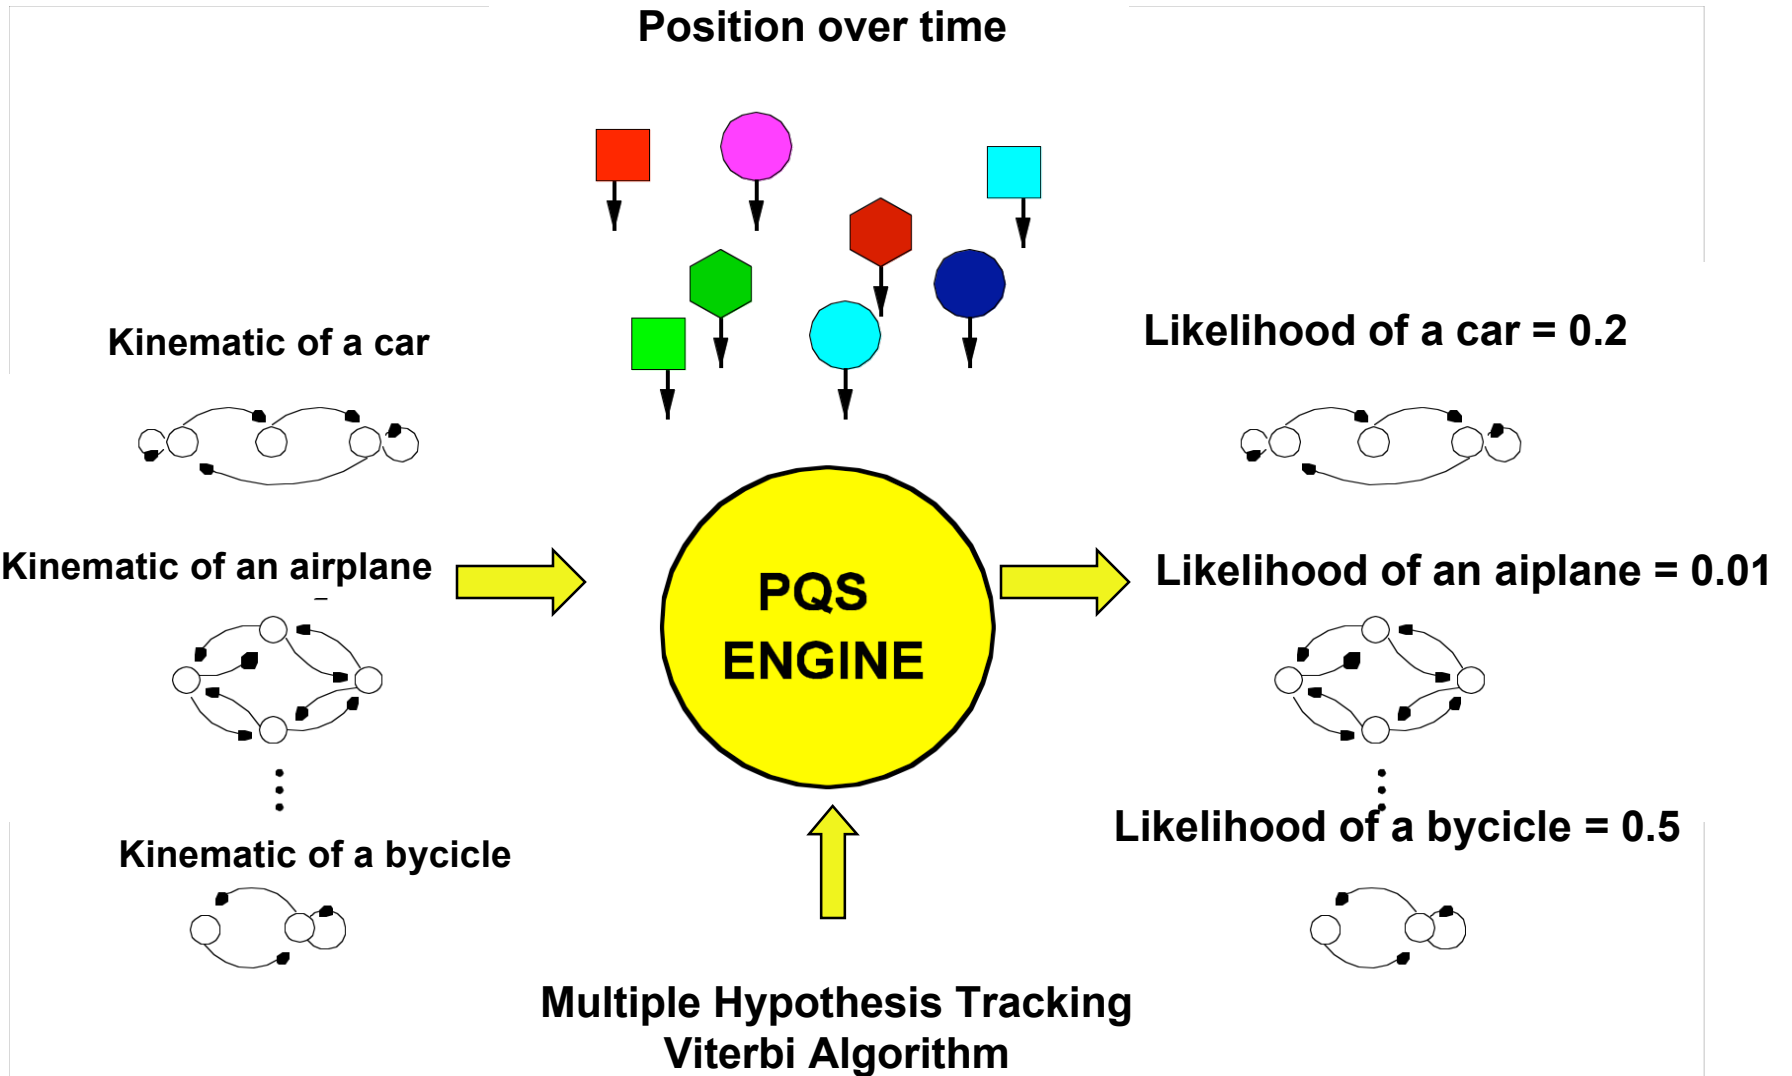 Position over time
Kinematic of a car
Likelihood of a car = 0.2
Kinematic of an airplane
PQS
ENGINE
Likelihood of an aiplane = 0.01
Kinematic of a bycicle
Likelihood of a bycicle = 0.5
Multiple Hypothesis Tracking
Viterbi Algorithm